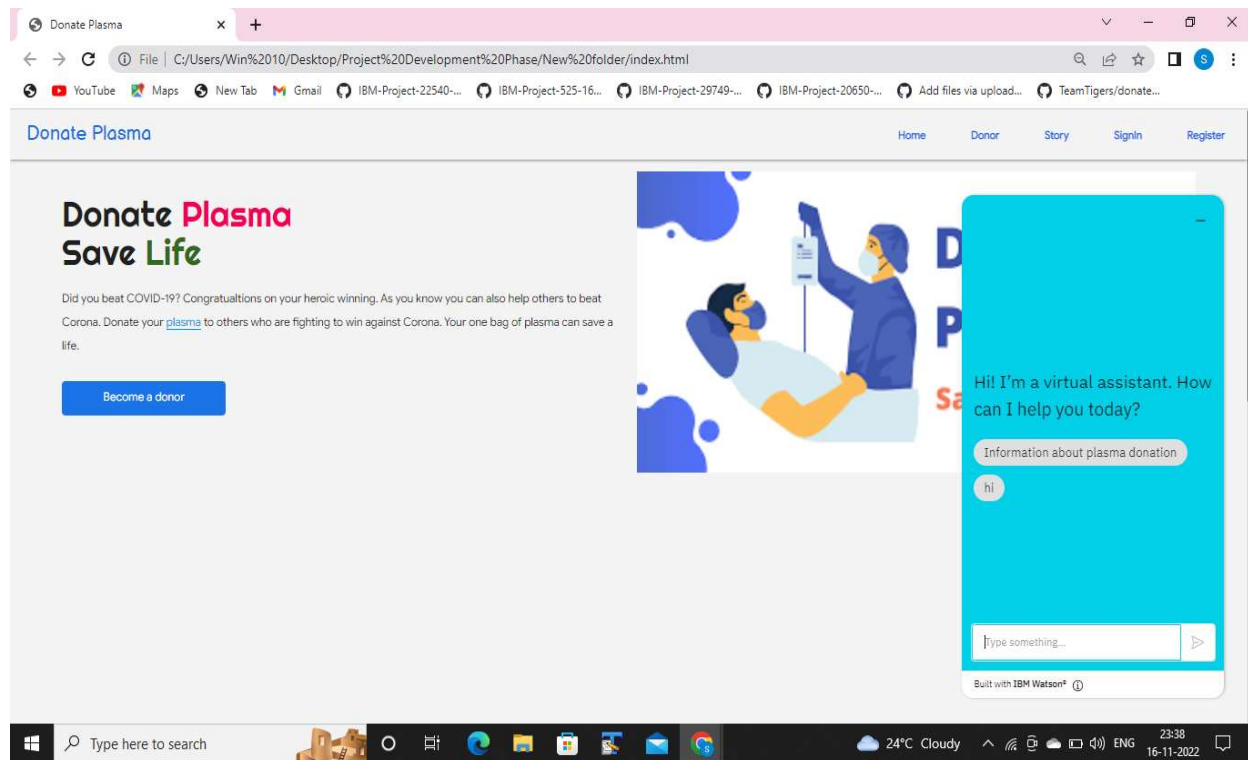 Donate Plasma
File | C:/Users/Win%2010/Desktop/Project%20Development%20Phase/New%20folder/index.html
YouTube Maps New Tab Gmail IBM-Project-22540-... IBM-Project-525-16... IBM-Project-29749-... IBM-Project-20650-... Add files via upload... TeamTigers/donate...
S
Donate Plasma Home Donor Story SignIn Register
Donate Plasma
Save Life
Did you beat COVID-19? Congratualtions on your heroic winning. As you know you can also help others to beat
Corona. Donate your plasma to others who are fighting to win against Corona. Your one bag of plasma can save a
life.
Become a donor
D
P
Sa
Hi! I'm a virtual assistant. How
can I help you today?
Information about plasma donation
hi
Type something...
Built with IBM Watson®
Type here to search
24°C Cloudy ENG
23:38
16-11-2022